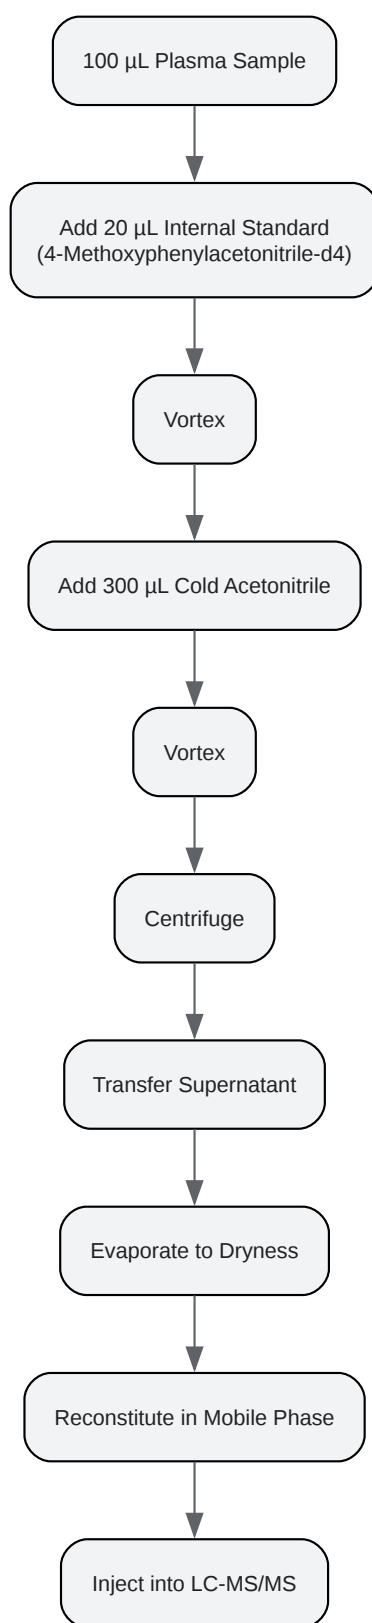 100 µL Plasma Sample
Add 20 µL Internal Standard
(4-Methoxyphenylacetonitrile-d4)
Vortex
Add 300 µL Cold Acetonitrile
Vortex
Centrifuge
Transfer Supernatant
Evaporate to Dryness
Reconstitute in Mobile Phase
Inject into LC-MS/MS